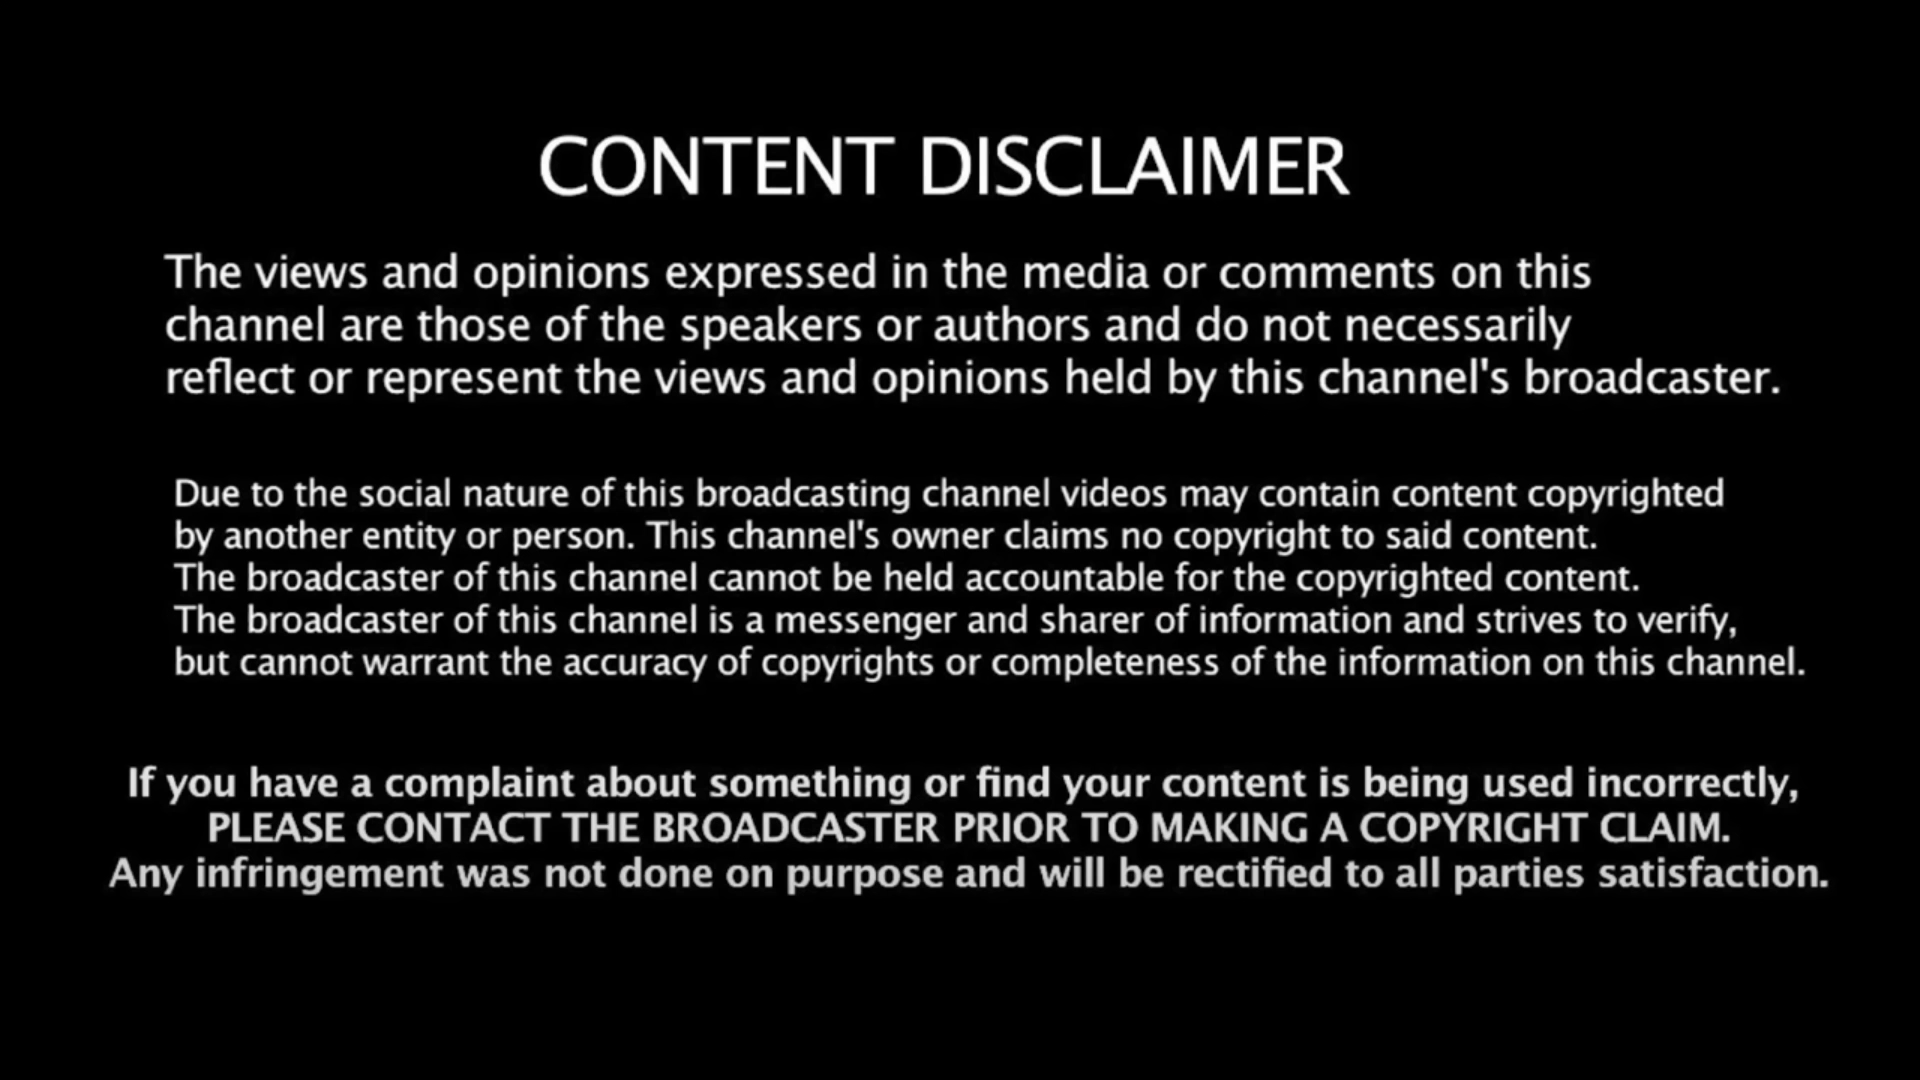 CONTENT DISCLAIMER
The views and opinions expressed in the media or comments on this
channel are those of the speakers or authors and do not necessarily
reflect or represent the views and opinions held by this channel's broadcaster.
Due to the social nature of this broadcasting channel videos may contain content copyrighted
by another entity or person. This channel's owner claims no copyright to said content.
The broadcaster of this channel cannot be held accountable for the copyrighted content.
The broadcaster of this channel is a messenger and sharer of information and strives to verify,
but cannot warrant the accuracy of copyrights or completeness of the information on this channel.
If you have a complaint about something or find your content is being used incorrectly,
PLEASE CONTACT THE BROADCASTER PRIOR TO MAKING A COPYRIGHT CLAIM.
Any infringement was not done on purpose and will be rectified to all parties satisfaction.